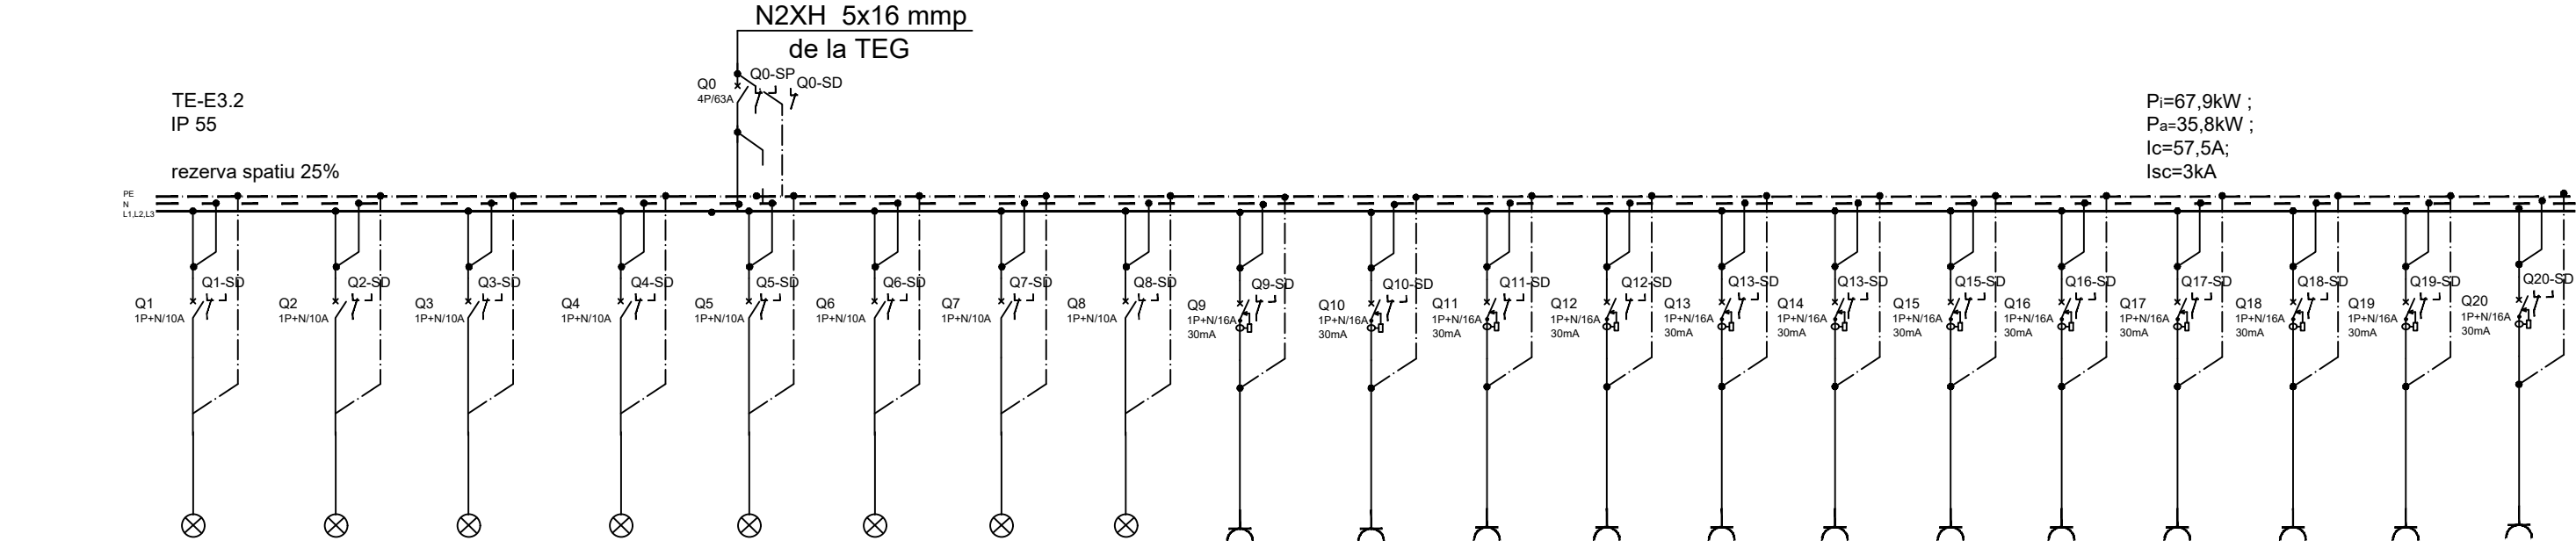 N2XH 5x16 mmp
de la TEG
Q0-SP
Q0-SD
Q0
4P/63A
TE-E3.2
IP 55
rezerva spatiu 25%
Pi=67,9kW ;
Pa=35,8kW ;
Ic=57,5A;
Isc=3kA
PE
N
L1,L2,L3
Q1-SD
Q1
1P+N/10A
Q2-SD
Q2
1P+N/10A
Q3-SD
Q3
1P+N/10A
Q4-SD
Q4
1P+N/10A
Q5-SD
Q5
1P+N/10A
Q6-SD
Q6
1P+N/10A
Q7-SD
Q7
1P+N/10A
Q8-SD
Q8
1P+N/10A
Q9-SD
Q9
1P+N/16A
30mA
Q10-SD
Q10
1P+N/16A
30mA
Q11-SD
Q11
1P+N/16A
30mA
Q12-SD
Q12
1P+N/16A
30mA
Q13-SD
Q13
1P+N/16A
30mA
Q13-SD
Q14
1P+N/16A
30mA
Q15-SD
Q15
1P+N/16A
30mA
Q16-SD
Q16
1P+N/16A
30mA
Q17-SD
Q17
1P+N/16A
30mA
Q18-SD
Q18
1P+N/16A
30mA
Q19-SD
Q19
1P+N/16A
30mA
Q20-SD
Q20
1P+N/16A
30mA